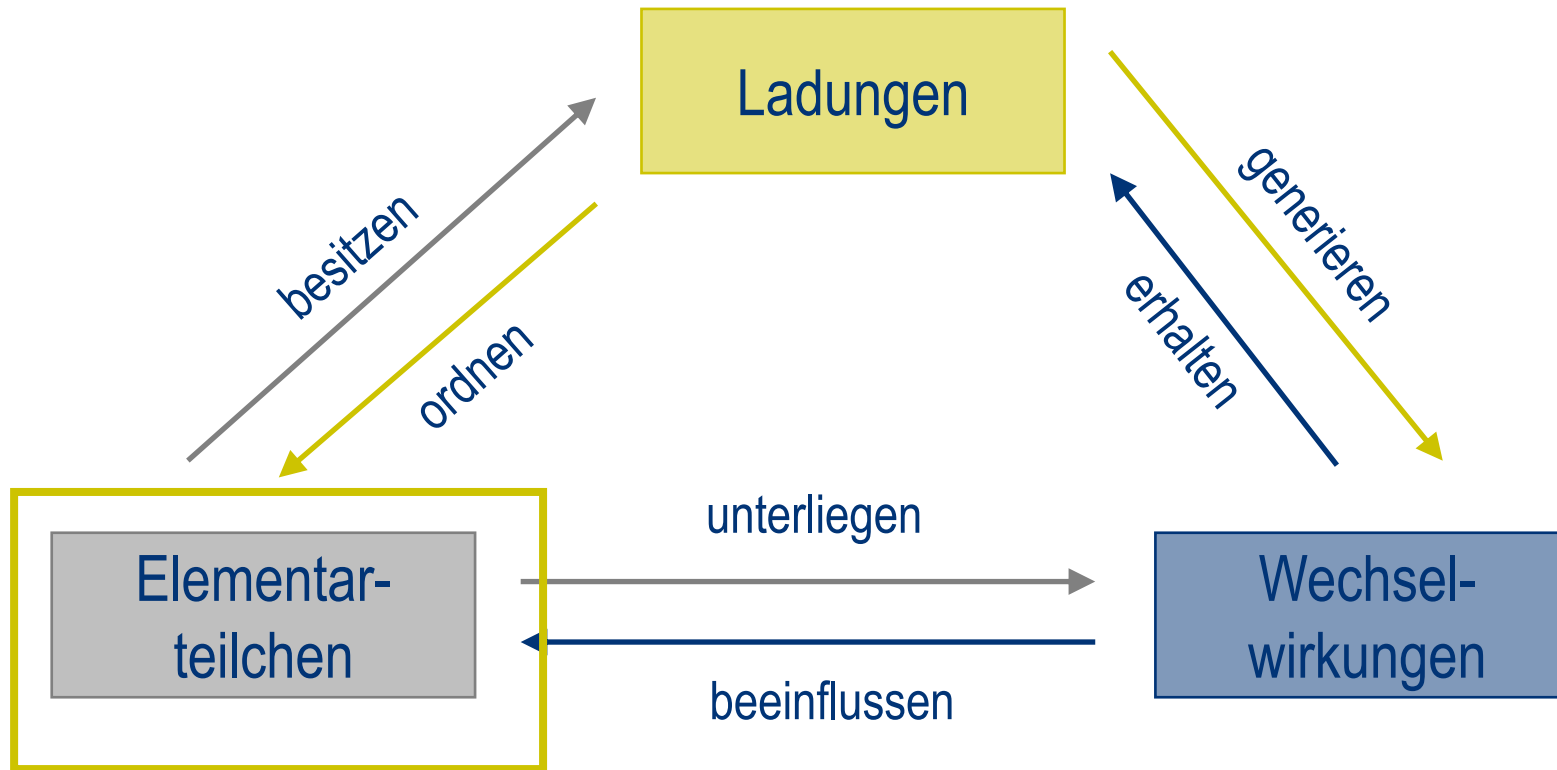 Ladungen
besitzen
ordnen
generieren
erhalten
unterliegen
Elementar-
teilchen
Wechsel-
wirkungen
beeinflussen